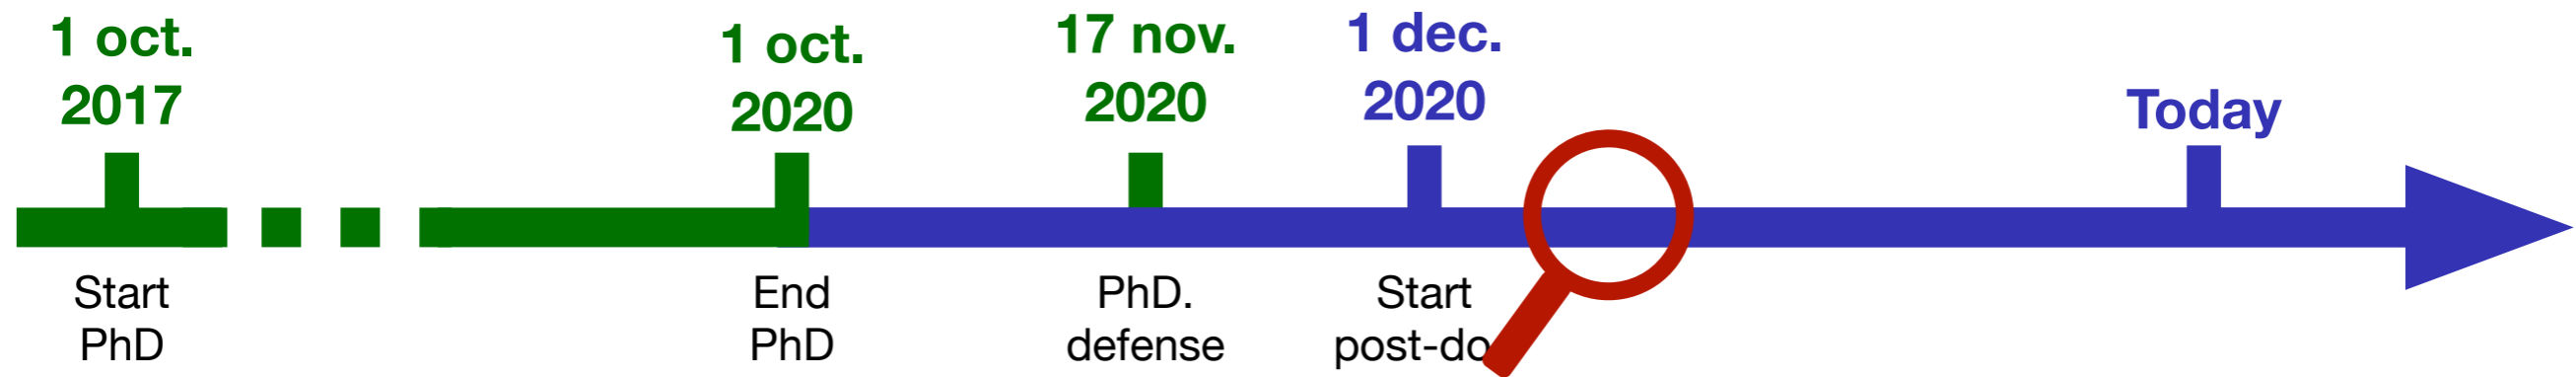 1 oct.
2017
1 oct.
2020
17 nov.
2020
1 dec.
2020
Today
Start
PhD
End
PhD
PhD.
defense
Start
post-do